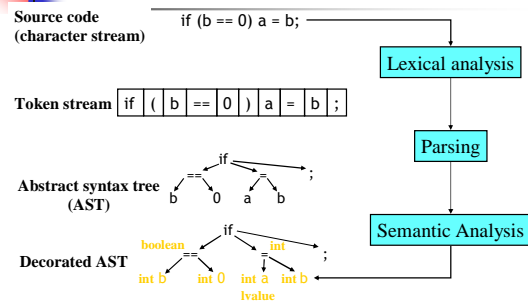 Source code
(character stream)
if (b == 0) a = b;
Lexical analysis
Token stream
if ( b == 0 ) a = b ;
Parsing
Abstract syntax tree
(AST)
if
== = ;
b 0 a b
Semantic Analysis
Decorated AST
if
boolean int
== = ;
int b int 0 int a int b
lvalue